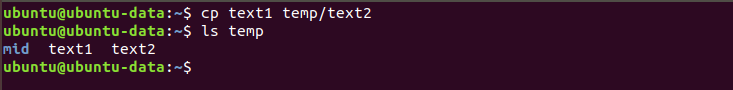 ubuntu@ubuntu-data:~$ cp text1 temp/text2
ubuntu@ubuntu-data:~$ ls temp
mid  text1  text2
ubuntu@ubuntu-data:~$